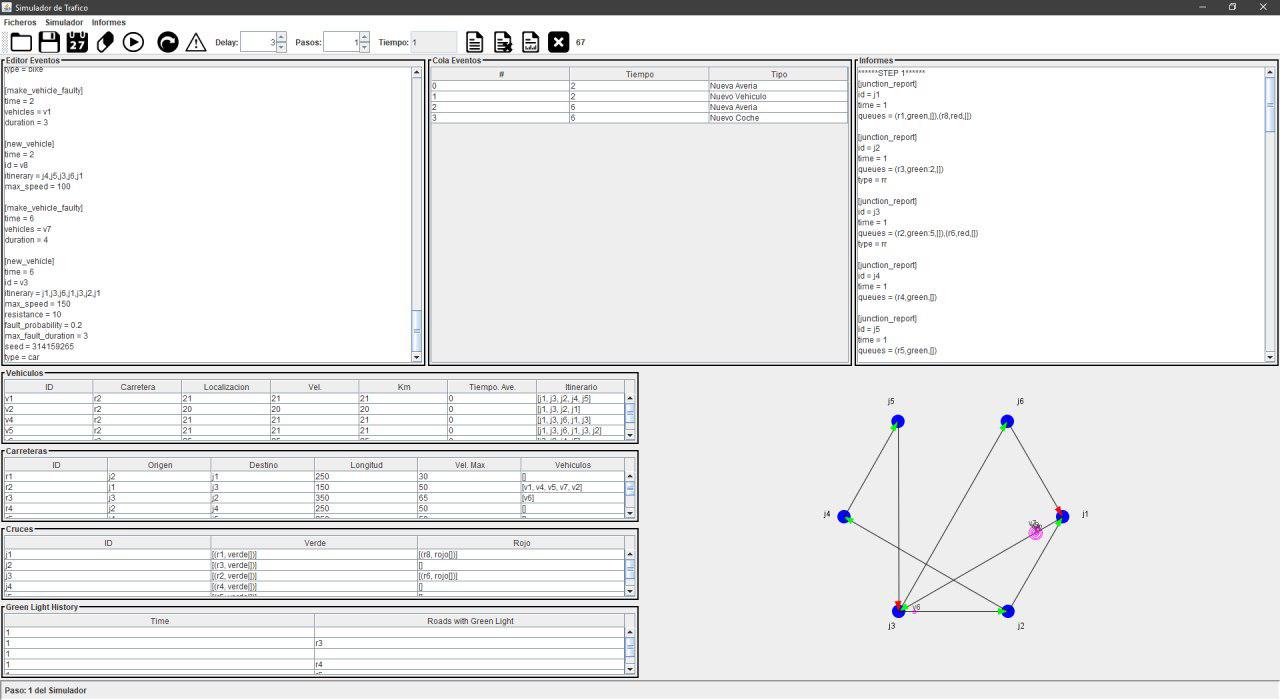 Simulador de Trafico
Ficheros Simulador Informes
27 Delay: 3 Pasos: 1 Tiempo: 1 67
Editor Eventos
type = bike
[make_vehicle_faulty]
time = 2
vehicles = v1
duration = 3
[new_vehicle]
time = 2
id = v8
itinerary = j4,j5,j3,j6,j1
max_speed = 100
[make_vehicle_faulty]
time = 6
vehicles = v7
duration = 4
[new_vehicle]
time = 6
id = v3
itinerary = j1,j3,j6,j1,j3,j2,j1
max_speed = 150
resistance = 10
fault_probability = 0.2
max_fault_duration = 3
seed = 314159265
type = car
Cola Eventos
# Tiempo Tipo
0 2 Nueva Averia
1 2 Nuevo Vehiculo
2 6 Nueva Averia
3 6 Nuevo Coche
Informes
******STEP 1******
[junction_report]
id = j1
time = 1
queues = (r1,green,[]),(r8,red,[])
[junction_report]
id = j2
time = 1
queues = (r3,green:2,[])
type = rr
[junction_report]
id = j3
time = 1
queues = (r2,green:5,[]),(r6,red,[])
type = rr
[junction_report]
id = j4
time = 1
queues = (r4,green,[])
[junction_report]
id = j5
time = 1
queues = (r5,green,[])
Vehiculos
ID Carretera Localizacion Vel. Km Tiempo. Ave. Itinerario
v1 r2 21 21 21 0 [j1, j3, j2, j4, j5]
v2 r2 20 20 20 0 [j1, j3, j2, j1]
v4 r2 21 21 21 0 [j1, j3, j6, j1, j3]
v5 r2 21 21 21 0 [j1, j3, j6, j1, j3, j2]
Carreteras
ID Origen Destino Longitud Vel. Max Vehiculos
r1 j2 j1 250 30 []
r2 j1 j3 150 50 [v1, v4, v5, v7, v2]
r3 j3 j2 350 65 [v6]
r4 j2 j4 250 50 []
Cruces
ID Verde Rojo
j1 [(r1, verde[])] [(r8, rojo[])]
j2 [(r3, verde[])] []
j3 [(r2, verde[])] [(r6, rojo[])]
j4 [(r4, verde[])] []
Green Light History
Time Roads with Green Light
1
1 r3
1
1 r4
j5
j6
j4
j1
v6
j3
j2
Paso: 1 del Simulador